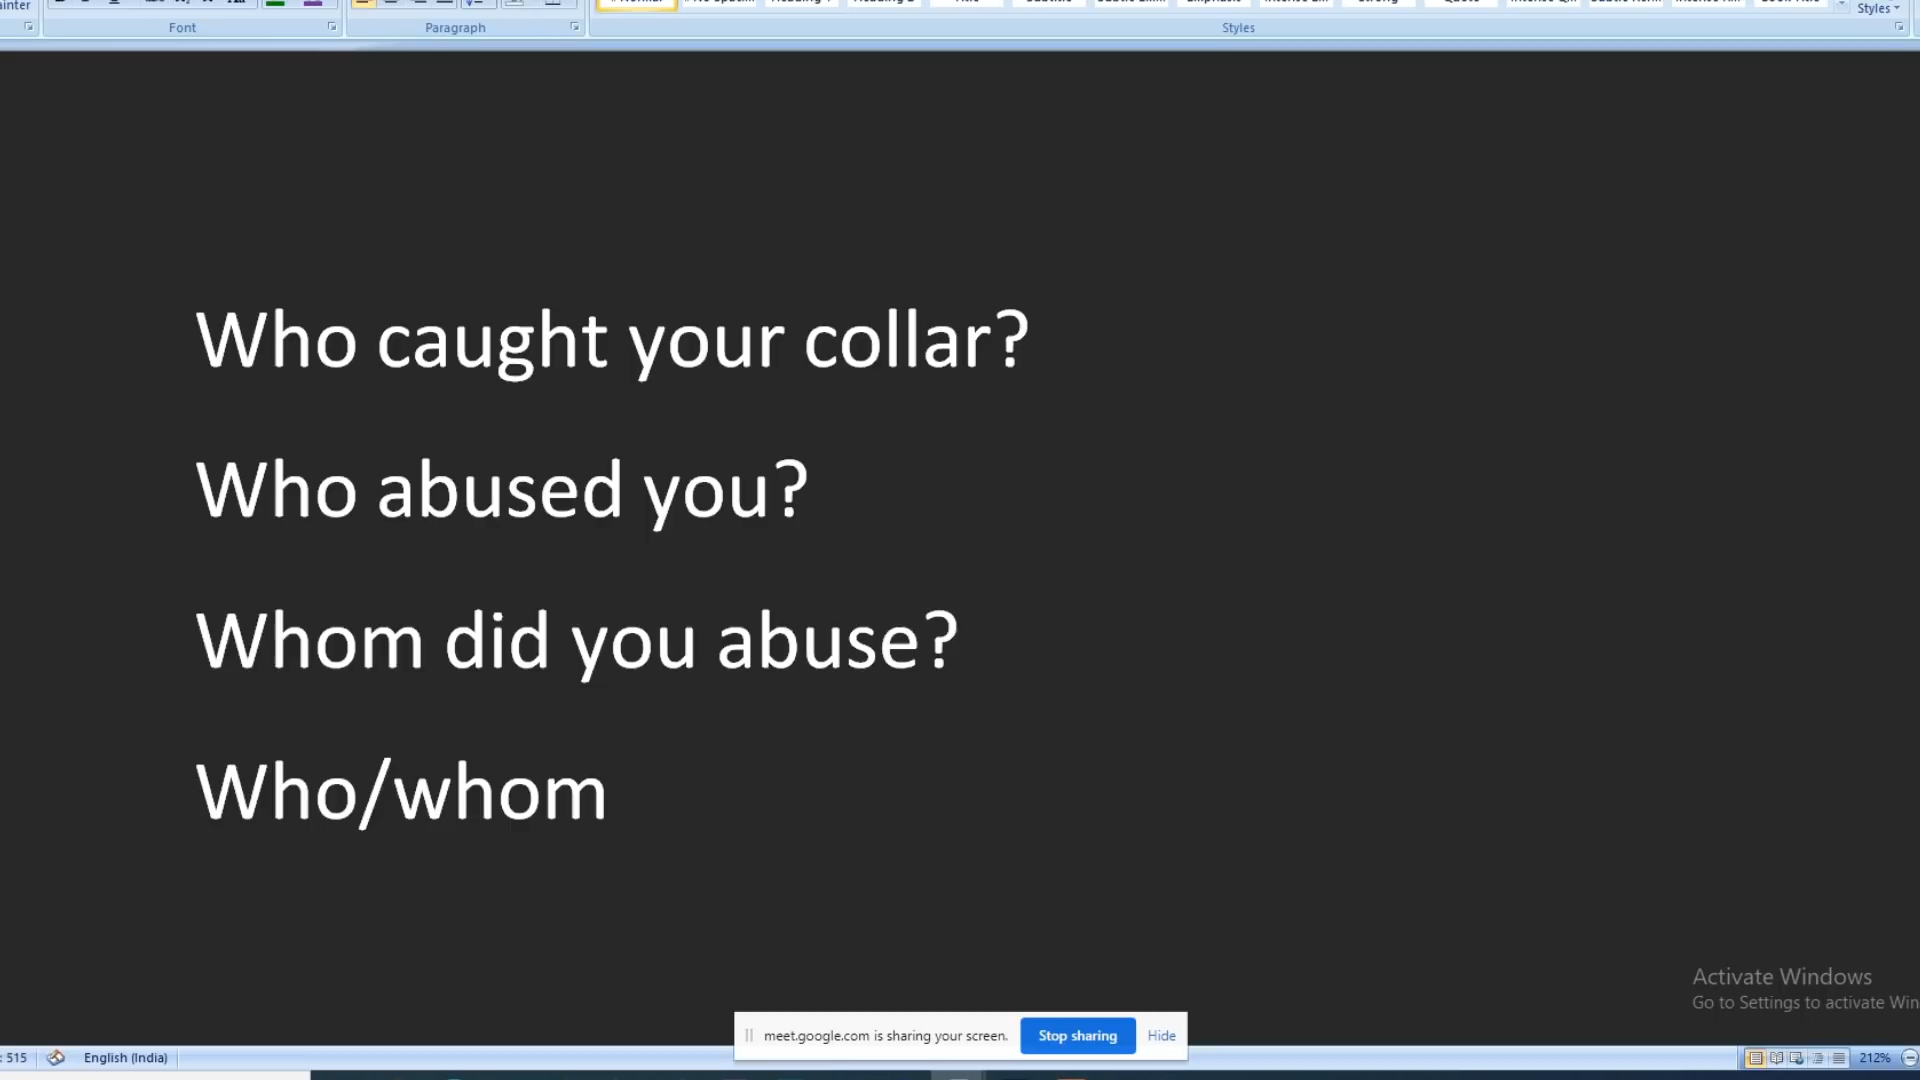 Font
Paragraph
Styles
Styles
Who caught your collar?
Who abused you?
Whom did you abuse?
Who/whom
Activate Windows
Go to Settings to activate Win
meet.google.com is sharing your screen.
Stop sharing
Hide
: 515
English (India)
212%